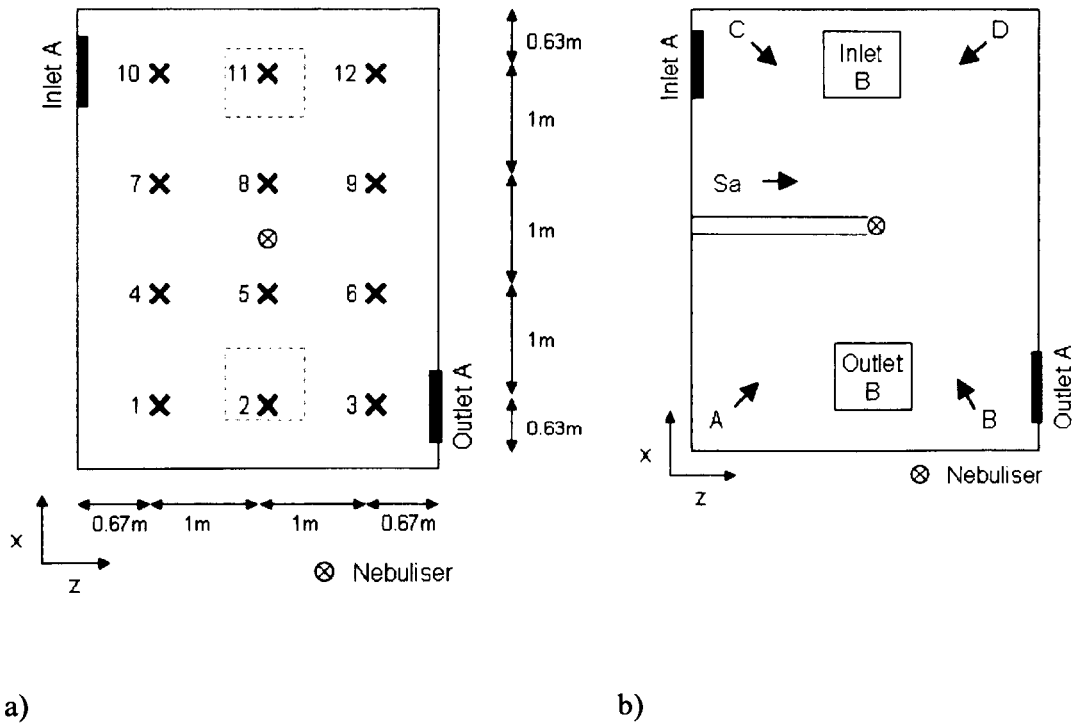 Inlet A
10
11
12
7
8
9
4
5
6
1
2
3
Outlet A
0.63m
1m
1m
1m
0.63m
0.67m
1m
1m
0.67m
x
z
Nebuliser
a)
Inlet A
C
Inlet
B
D
Sa
A
Outlet
B
B
Outlet A
x
z
Nebuliser
b)